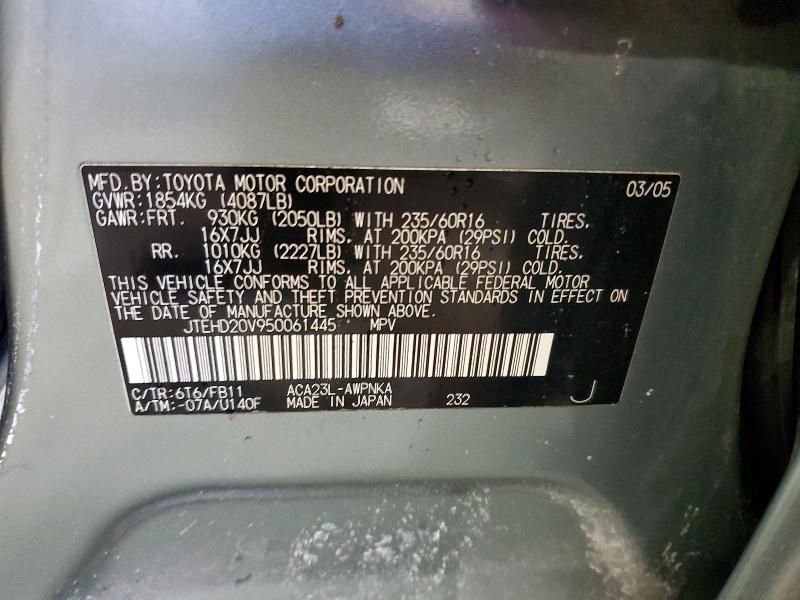 MFD.BY:TOYOTA MOTOR CORPORATION 03/05
GVWR:1854KG (4087LB)
GAWR:FRT. 930KG (2050LB) WITH 235/60R16 TIRES,
16X7JJ RIMS, AT 200KPA (29PSI) COLD.
RR. 1010KG (2227LB) WITH 235/60R16 TIRES,
16X7JJ RIMS, AT 200KPA (29PSI) COLD.
THIS VEHICLE CONFORMS TO ALL APPLICABLE FEDERAL MOTOR
VEHICLE SAFETY AND THEFT PREVENTION STANDARDS IN EFFECT ON
THE DATE OF MANUFACTURE SHOWN ABOVE.
JTEHD20V950061445 MPV
C/TR:6T6/FB11 ACA23L-AWPNKA
A/TM:-07A/U140F MADE IN JAPAN 232 J